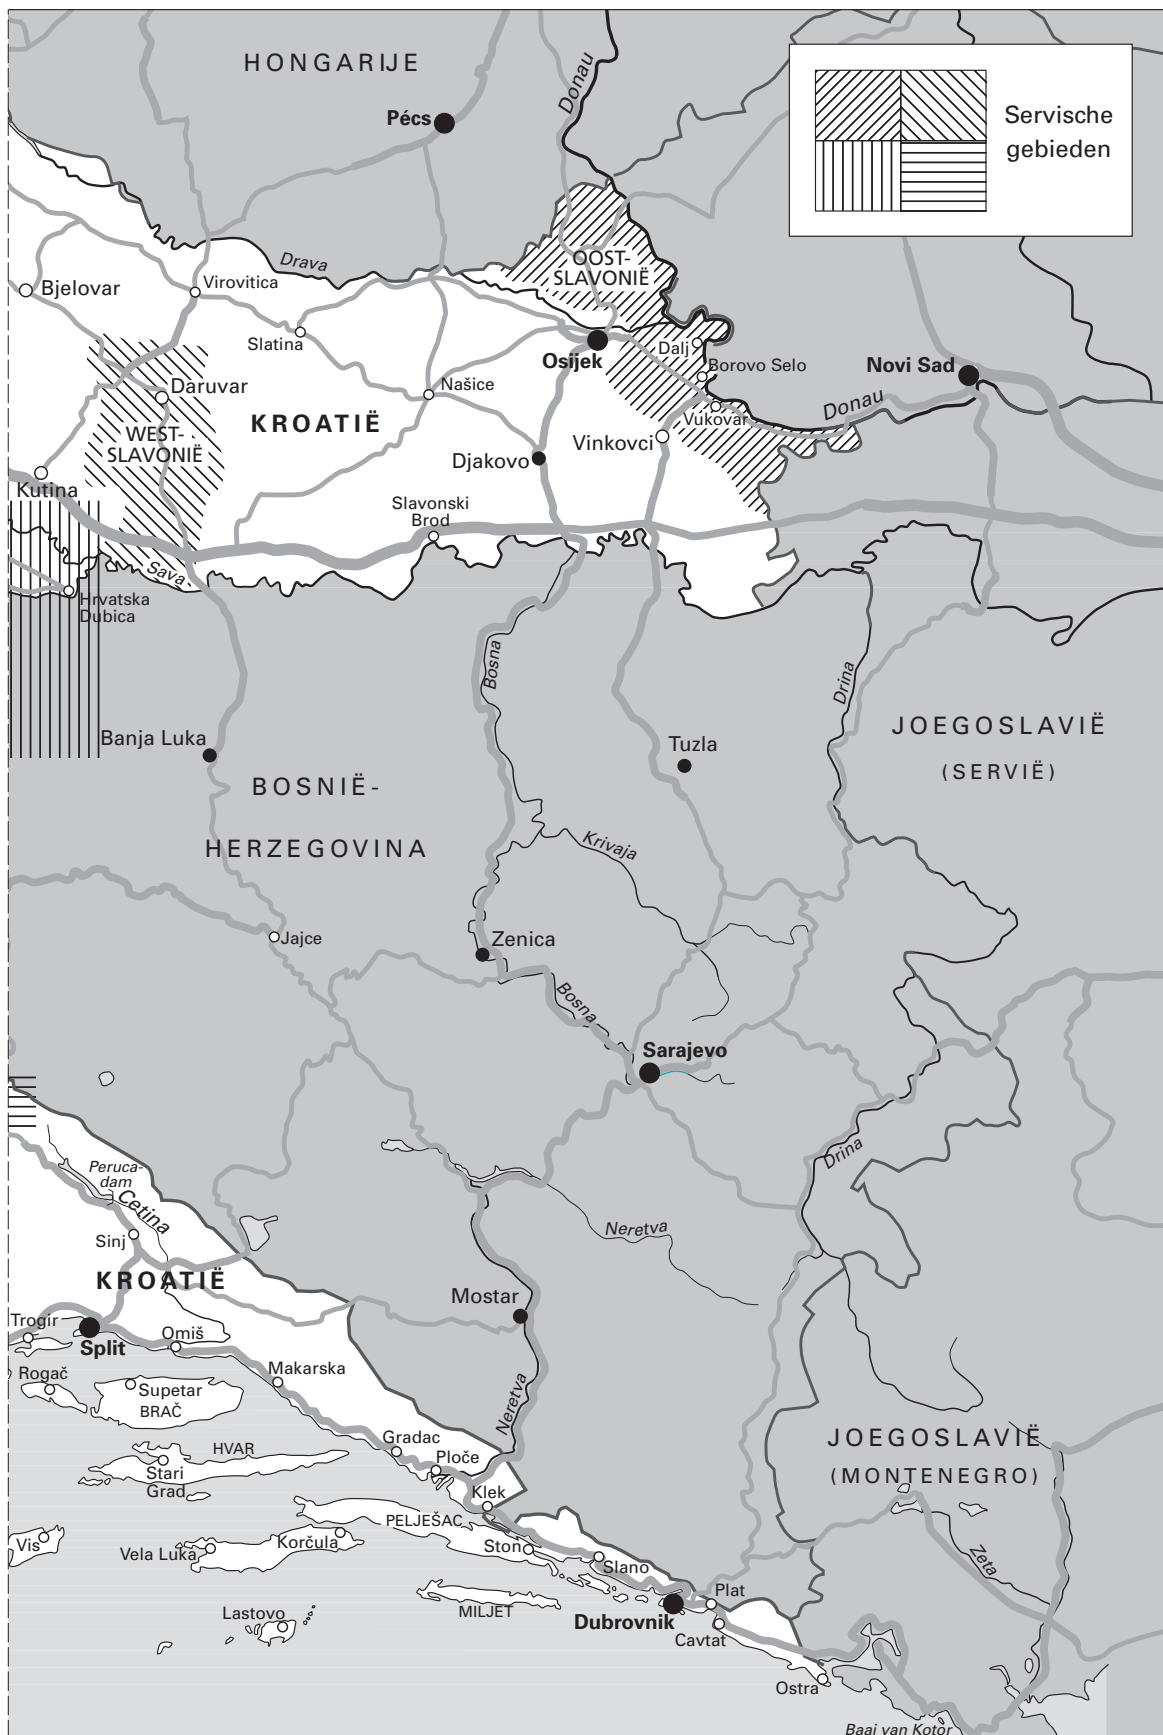 HONGARIJE
Pécs
Donau
Servische
gebieden
Drava
OOST-
SLAVONIË
Bjelovar
Virovitica
Slatina
Osijek
Dalj
Borovo Selo
Novi Sad
Daruvar
Našice
KROATIË
Donau
Vukovar
WEST-
SLAVONIË
Vinkovci
Djakovo
Kutina
Slavonski
Brod
Sava
Hrvatska
Dubica
Bosna
Drina
JOEGOSLAVIË
(SERVIË)
Banja Luka
Tuzla
BOSNIË-
HERZEGOVINA
Krivaja
Jajce
Zenica
Bosna
Sarajevo
Drina
Peruca-
dam
Cetina
Sinj
Neretva
KROATIË
Mostar
Trogir
Split
Omiš
Makarska
Rogač
Supetar
BRAČ
Neretva
Gradac
Ploče
HVAR
Stari
Grad
JOEGOSLAVIË
(MONTENEGRO)
Klek
PELJEŠAC
Vis
Vela Luka
Korčula
Ston
Slano
Zeta
Plat
MILJET
Lastovo
Dubrovnik
Cavtat
Ostra
Baai van Kotor